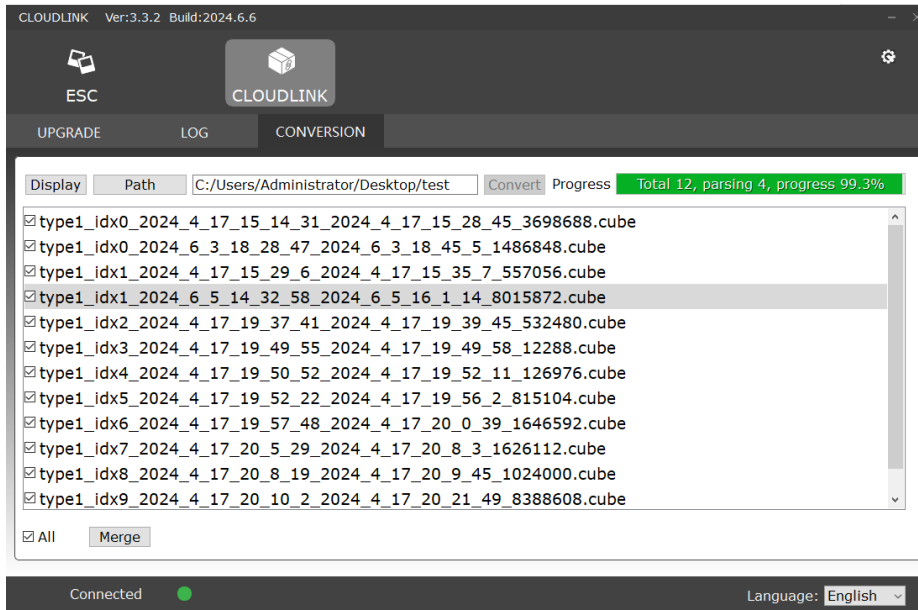 CLOUDLINK Ver:3.3.2 Build:2024.6.6
ESC CLOUDLINK
UPGRADE LOG CONVERSION
Display Path C:/Users/Administrator/Desktop/test Convert Progress Total 12, parsing 4, progress 99.3%
type1_idx0_2024_4_17_15_14_31_2024_4_17_15_28_45_3698688.cube
type1_idx0_2024_6_3_18_28_47_2024_6_3_18_45_5_1486848.cube
type1_idx1_2024_4_17_15_29_6_2024_4_17_15_35_7_557056.cube
type1_idx1_2024_6_5_14_32_58_2024_6_5_16_1_14_8015872.cube
type1_idx2_2024_4_17_19_37_41_2024_4_17_19_39_45_532480.cube
type1_idx3_2024_4_17_19_49_55_2024_4_17_19_49_58_12288.cube
type1_idx4_2024_4_17_19_50_52_2024_4_17_19_52_11_126976.cube
type1_idx5_2024_4_17_19_52_22_2024_4_17_19_56_2_815104.cube
type1_idx6_2024_4_17_19_57_48_2024_4_17_20_0_39_1646592.cube
type1_idx7_2024_4_17_20_5_29_2024_4_17_20_8_3_1626112.cube
type1_idx8_2024_4_17_20_8_19_2024_4_17_20_9_45_1024000.cube
type1_idx9_2024_4_17_20_10_2_2024_4_17_20_21_49_8388608.cube
All Merge
Connected Language: English